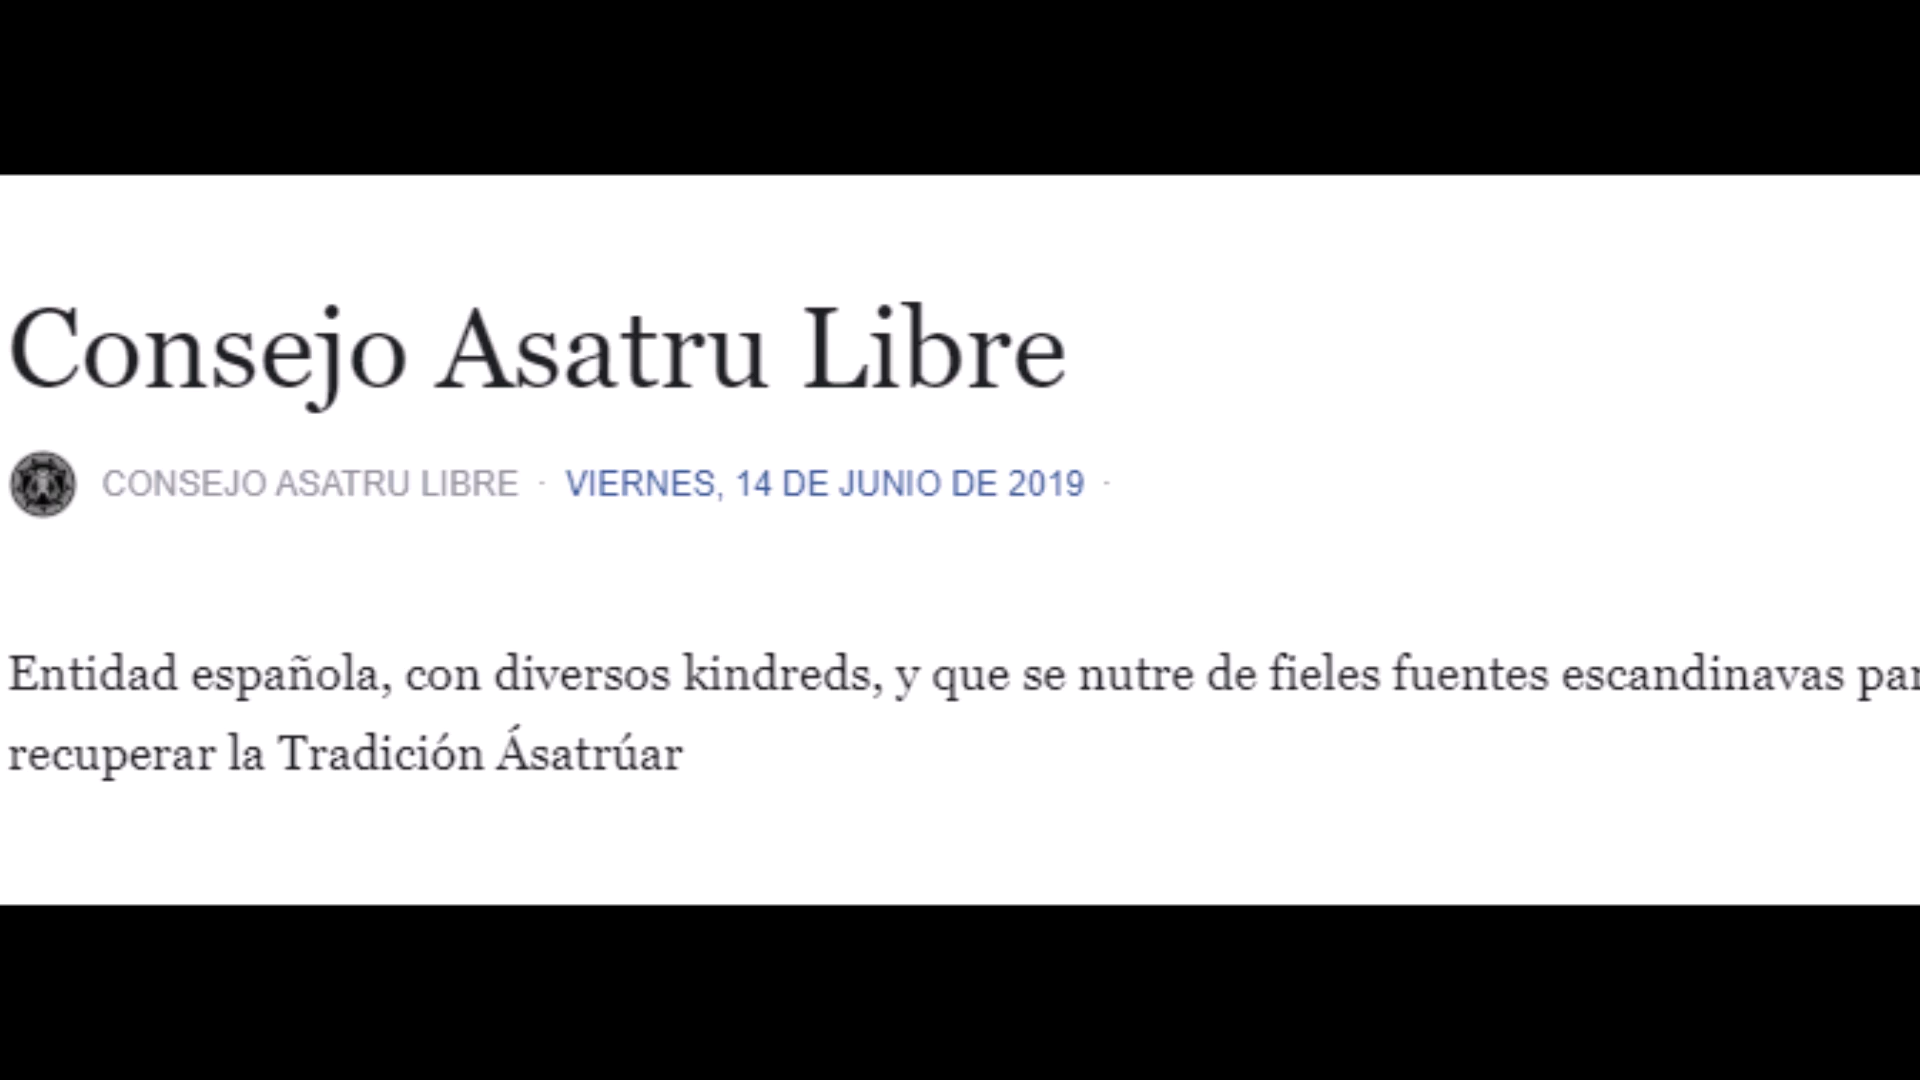 Consejo Asatru Libre
CONSEJO ASATRU LIBRE · VIERNES, 14 DE JUNIO DE 2019 ·
Entidad española, con diversos kindreds, y que se nutre de fieles fuentes escandinavas
recuperar la Tradición Ásatrúar